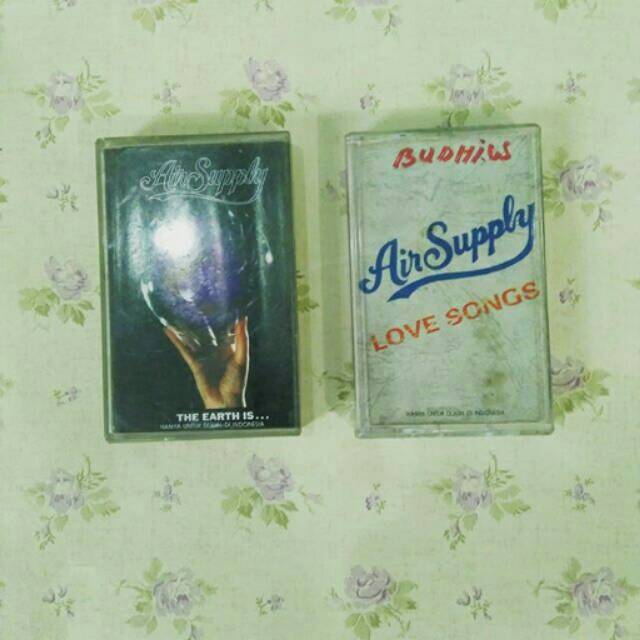 Air Supply
THE EARTH IS...
HANYA UNTUK DIJUAL DI INDONESIA
BUDHI.W
Air Supply
LOVE SONGS
HANYA UNTUK DIJUAL DI INDONESIA